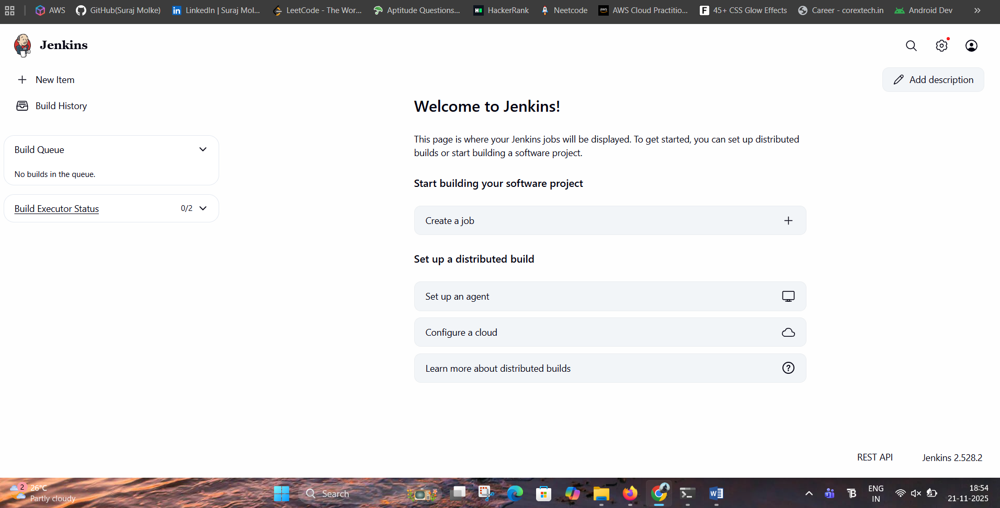 AWS
GitHub(Suraj Molke)
LinkedIn | Suraj Mol...
LeetCode - The Wor...
Aptitude Questions...
HackerRank
Neetcode
aws
AWS Cloud Practitio...
F
45+ CSS Glow Effects
Career - corextech.in
Android Dev
Jenkins
New Item
Add description
Build History
Welcome to Jenkins!
Build Queue
This page is where your Jenkins jobs will be displayed. To get started, you can set up distributed
builds or start building a software project.
No builds in the queue.
Start building your software project
Build Executor Status 0/2
Create a job
Set up a distributed build
Set up an agent
Configure a cloud
Learn more about distributed builds
REST API
Jenkins 2.528.2
2
26°C
Partly cloudy
Search
ENG
IN
18:54
21-11-2025